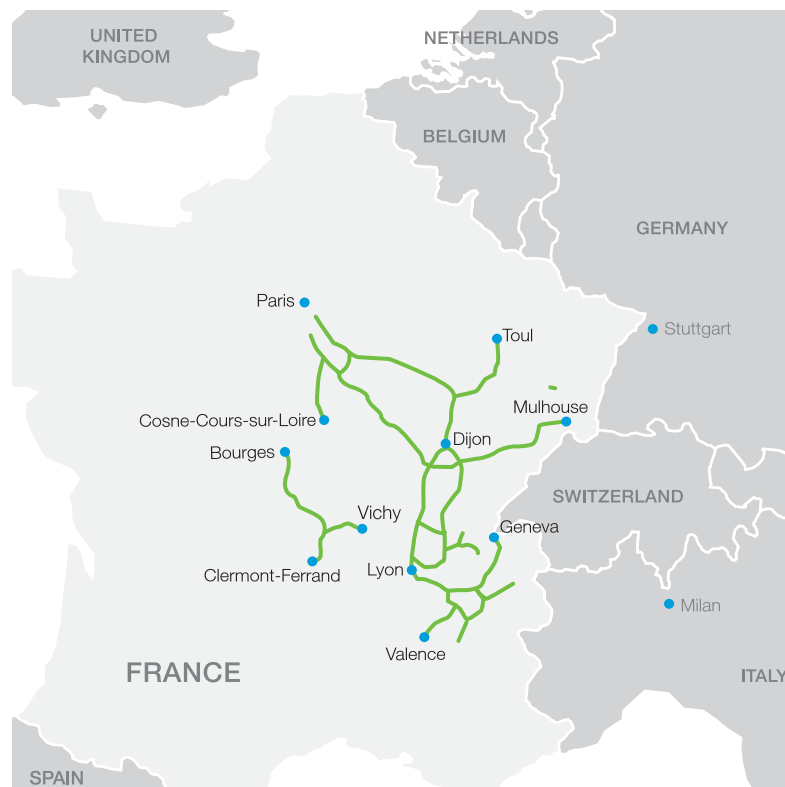 UNITED
KINGDOM
NETHERLANDS
BELGIUM
GERMANY
Paris
Stuttgart
Toul
Mulhouse
Cosne-Cours-sur-Loire
Dijon
Bourges
SWITZERLAND
Vichy
Geneva
Clermont-Ferrand
Lyon
Milan
Valence
FRANCE
ITALY
SPAIN